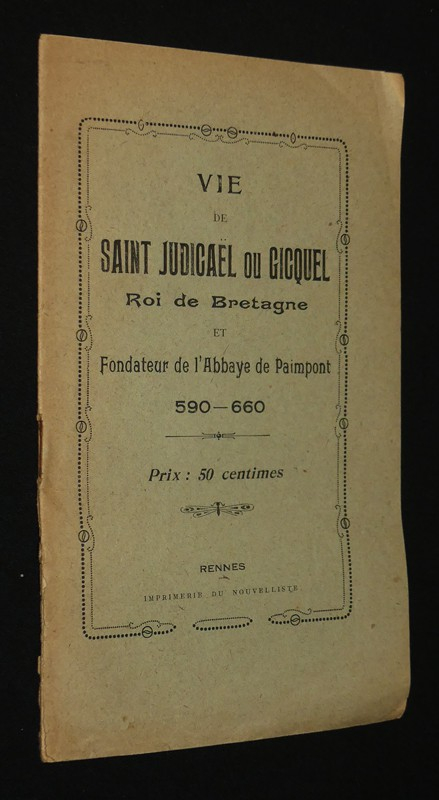 VIE
DE
SAINT JUDICAËL OU GICQUEL
Roi de Bretagne
ET
Fondateur de l'Abbaye de Paimpont
590—660
Prix : 50 centimes
RENNES
IMPRIMERIE DU NOUVELLISTE